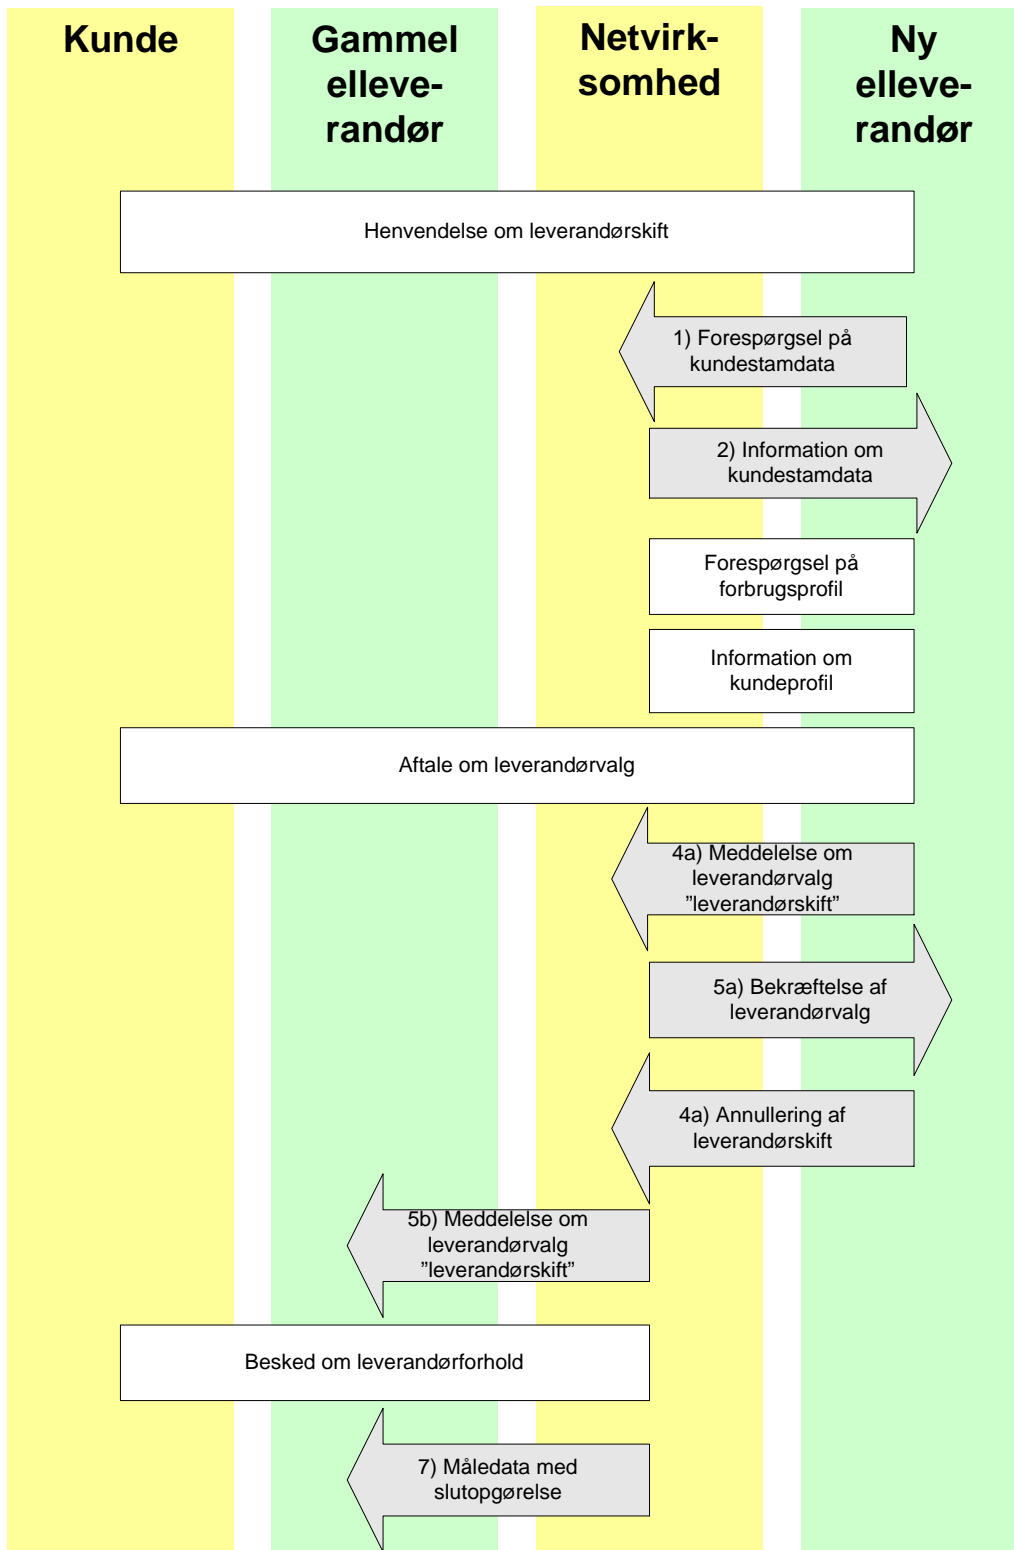 Kunde
Gammel
elleve-
randør
Netvirk-
somhed
Ny
elleve-
randør
Henvendelse om leverandørskift
1) Forespørgsel på
kundestamdata
2) Information om
kundestamdata
Forespørgsel på
forbrugsprofil
Information om
kundeprofil
Aftale om leverandørvalg
4a) Meddelelse om
leverandørvalg
”leverandørskift”
5a) Bekræftelse af
leverandørvalg
4a) Annullering af
leverandørskift
5b) Meddelelse om
leverandørvalg
”leverandørskift”
Besked om leverandørforhold
7) Måledata med
slutopgørelse